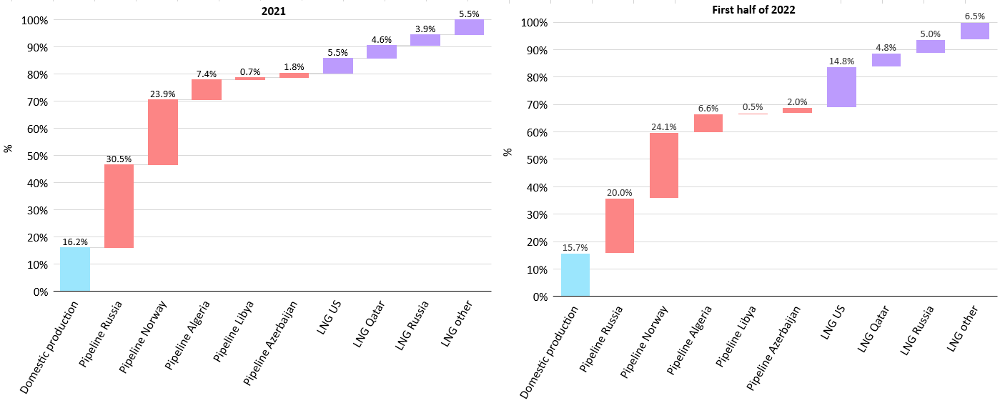 2021
100%
90%
80%
70%
60%
50%
40%
30%
20%
10%
0%
%
16.2%
30.5%
23.9%
7.4%
0.7%
1.8%
5.5%
4.6%
3.9%
5.5%
Domestic production
Pipeline Russia
Pipeline Norway
Pipeline Algeria
Pipeline Libya
Pipeline Azerbaijan
LNG US
LNG Qatar
LNG Russia
LNG other
First half of 2022
100%
90%
80%
70%
60%
50%
40%
30%
20%
10%
0%
%
15.7%
20.0%
24.1%
6.6%
0.5%
2.0%
14.8%
4.8%
5.0%
6.5%
Domestic production
Pipeline Russia
Pipeline Norway
Pipeline Algeria
Pipeline Libya
Pipeline Azerbaijan
LNG US
LNG Qatar
LNG Russia
LNG other